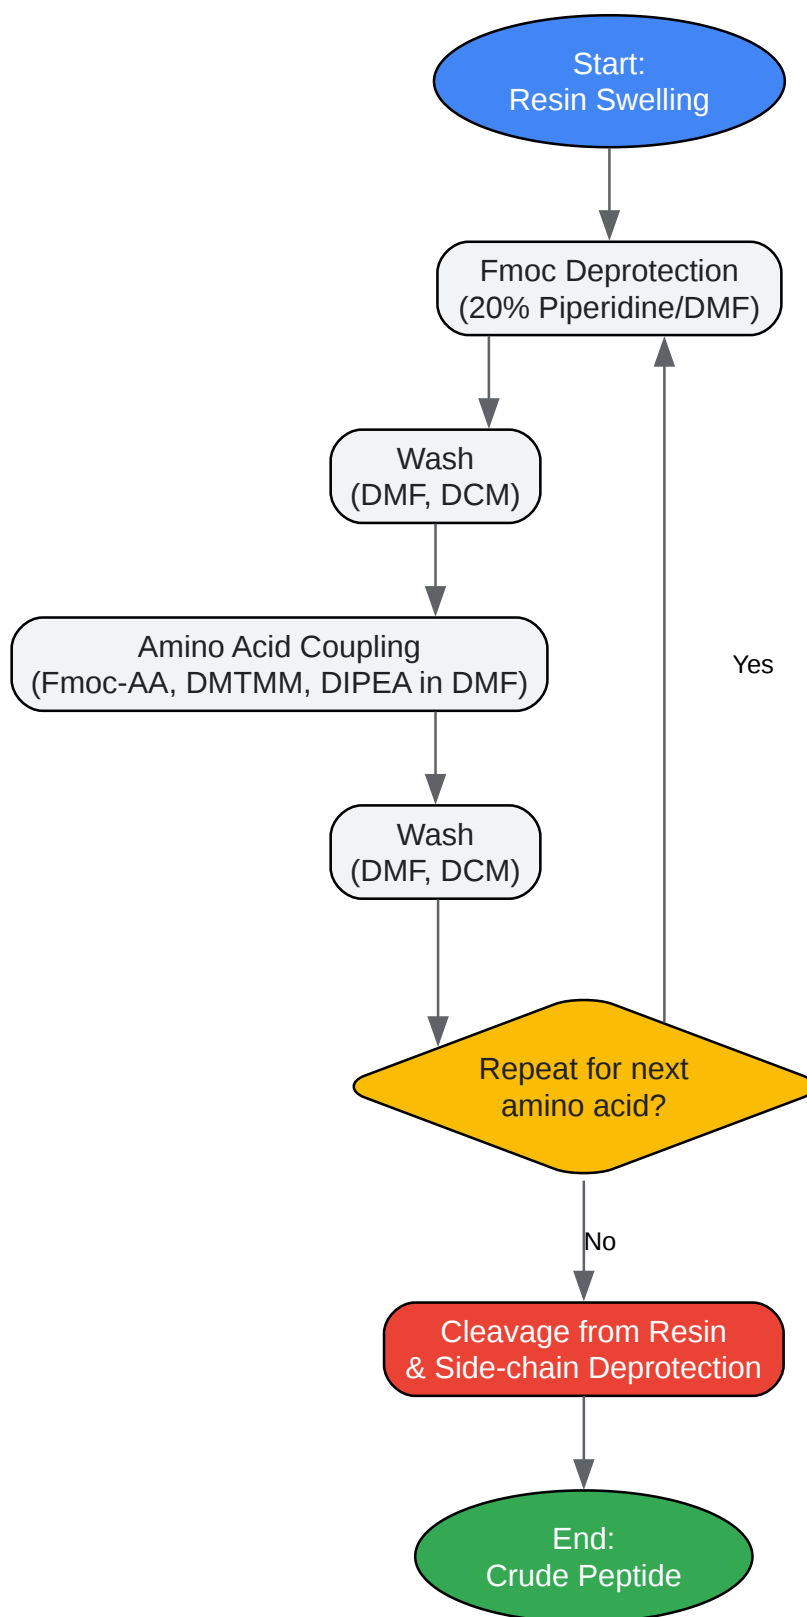 Start:
Resin Swelling
Fmoc Deprotection
(20% Piperidine/DMF)
Wash
(DMF, DCM)
Amino Acid Coupling
(Fmoc-AA, DMTMM, DIPEA in DMF)
Yes
Wash
(DMF, DCM)
Repeat for next
amino acid?
No
Cleavage from Resin
& Side-chain Deprotection
End:
Crude Peptide